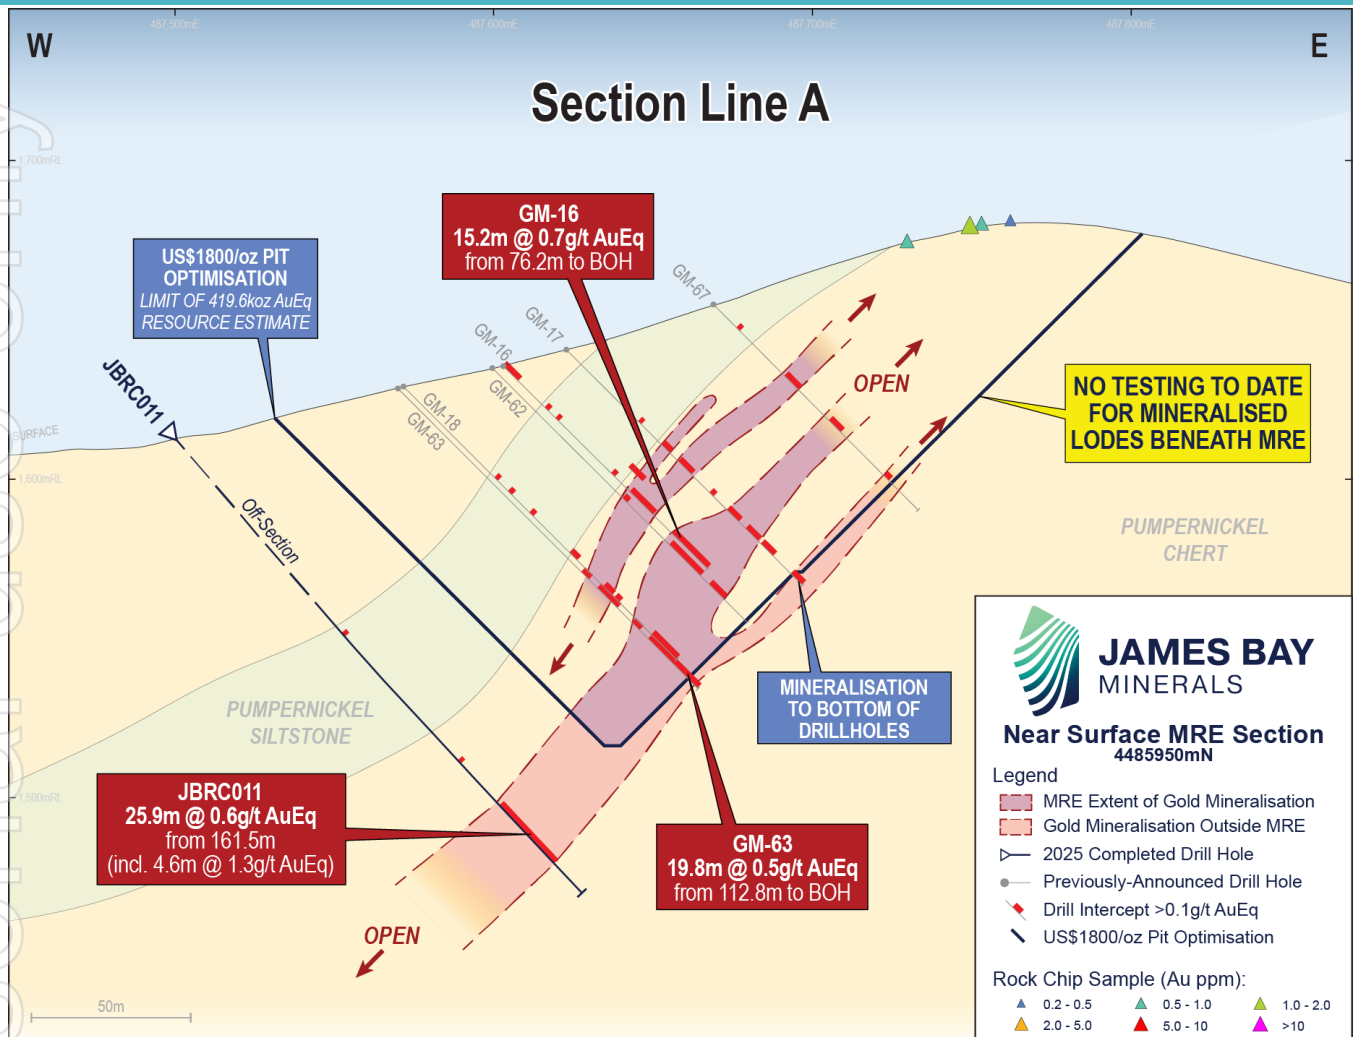 487,500mE
487,600mE
487,700mE
487,800mE
W
E
Section Line A
1,700mRL
GM-16
15.2m @ 0.7g/t AuEq
from 76.2m to BOH
US$1800/oz PIT
OPTIMISATION
LIMIT OF 419.6koz AuEq
RESOURCE ESTIMATE
GM-67
GM-17
GM-16
GM-62
GM-18
GM-63
JBRC011
OPEN
NO TESTING TO DATE
FOR MINERALISED
LODES BENEATH MRE
SURFACE
1,600mRL
Off-Section
PUMPERNICKEL
CHERT
PUMPERNICKEL
SILTSTONE
MINERALISATION
TO BOTTOM OF
DRILLHOLES
JBRC011
25.9m @ 0.6g/t AuEq
from 161.5m
(incl. 4.6m @ 1.3g/t AuEq)
1,500mRL
GM-63
19.8m @ 0.5g/t AuEq
from 112.8m to BOH
OPEN
50m
JAMES BAY
MINERALS
Near Surface MRE Section
4485950mN
Legend
MRE Extent of Gold Mineralisation
Gold Mineralisation Outside MRE
2025 Completed Drill Hole
Previously-Announced Drill Hole
Drill Intercept >0.1g/t AuEq
US$1800/oz Pit Optimisation
Rock Chip Sample (Au ppm):
0.2 - 0.5
0.5 - 1.0
1.0 - 2.0
2.0 - 5.0
5.0 - 10
>10